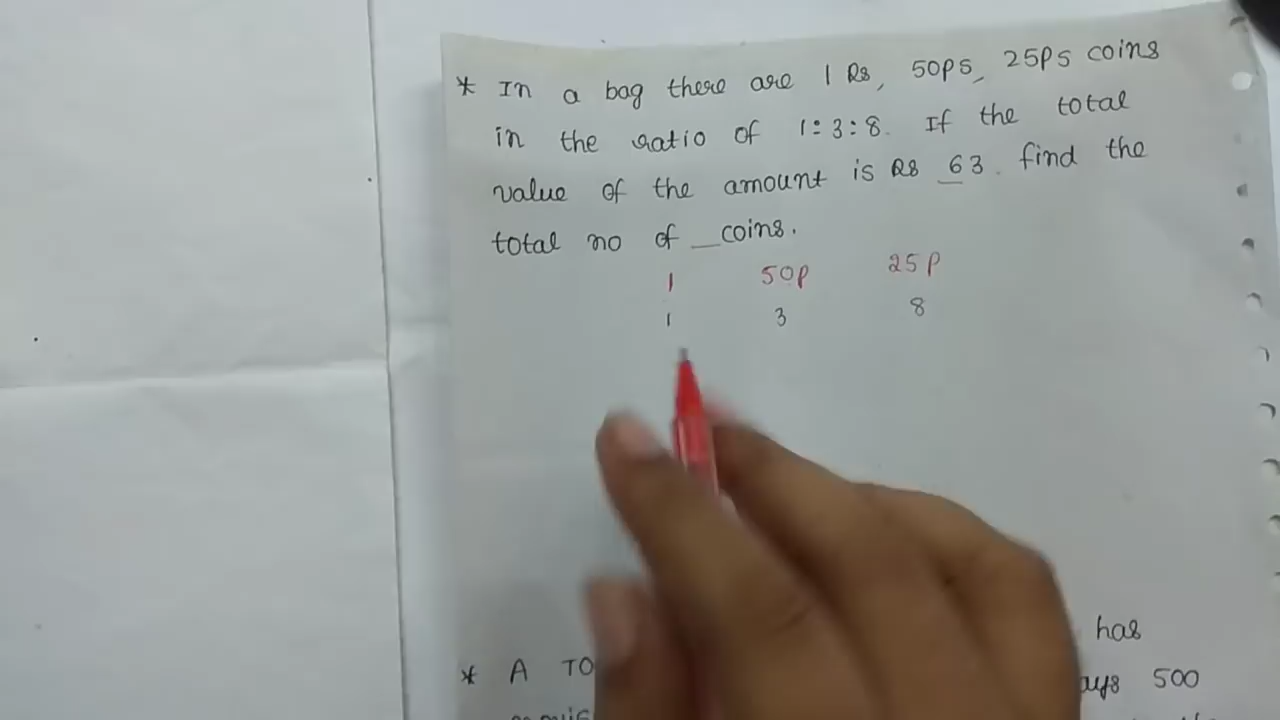 * In a bag there are 1 Rs, 50ps, 25ps coins
in the ratio of 1:3:8. If the total
value of the amount is Rs 63. find the
total no of __ coins.
1 50p 25p
1 3 8
has
* A TO
ays 500